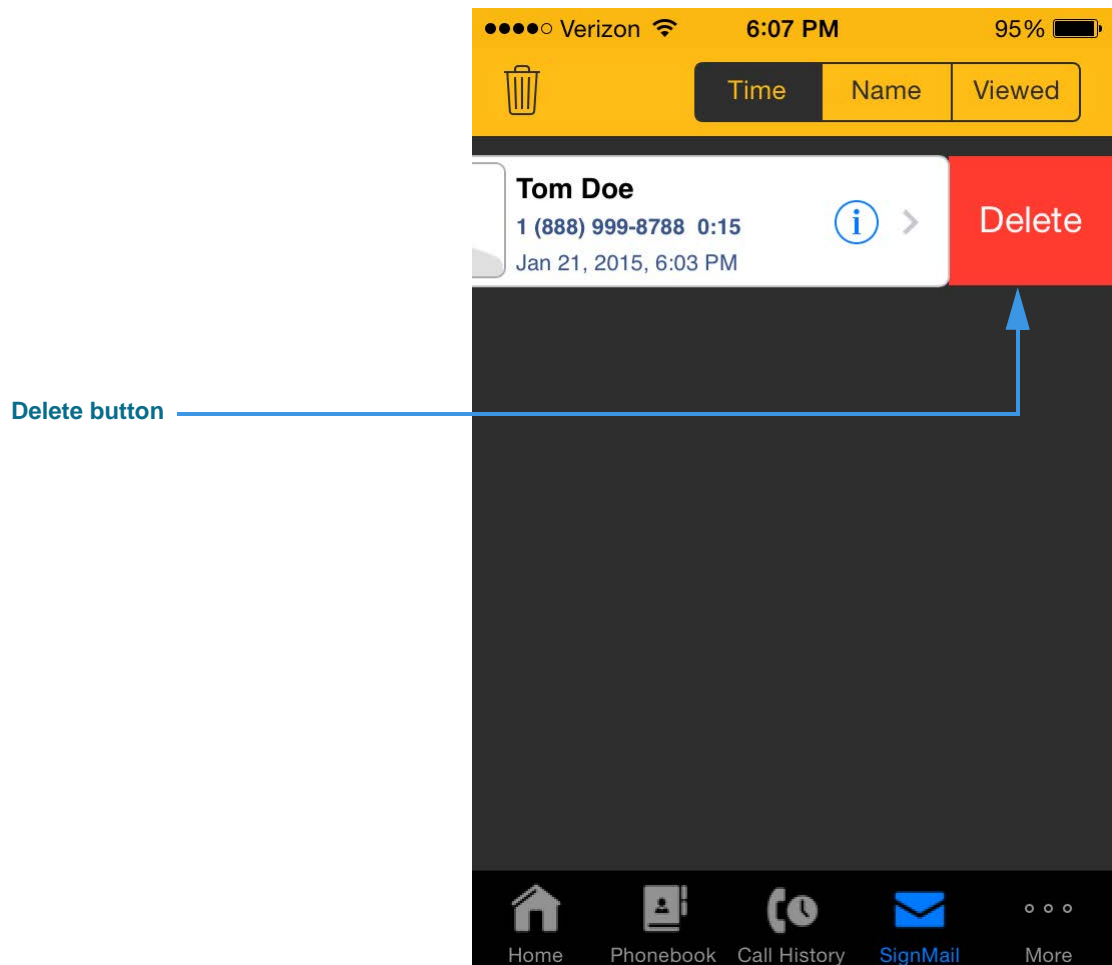 Verizon 6:07 PM 95%
Time Name Viewed
Tom Doe
1 (888) 999-8788 0:15
Jan 21, 2015, 6:03 PM
i
Delete
Delete button
Home Phonebook Call History SignMail More